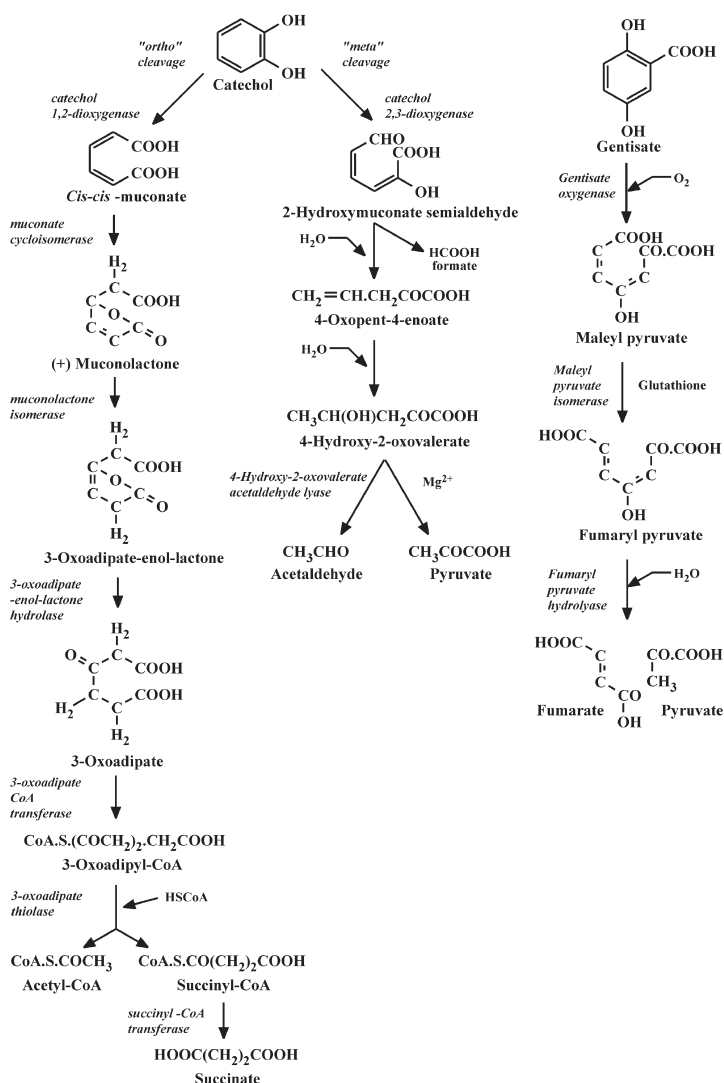 OH
OH
"ortho"
cleavage
"meta"
cleavage
Catechol
catechol
1,2-dioxygenase
catechol
2,3-dioxygenase
COOH
COOH
Cis-cis -muconate
CHO
COOH
OH
2-Hydroxymuconate semialdehyde
muconate
cycloisomerase
H₂O
HCOOH
formate
H₂
C
C
COOH
O
C
C
C
O
(+) Muconolactone
CH₂=CH.CH₂COCOOH
4-Oxopent-4-enoate
H₂O
muconolactone
isomerase
CH₃CH(OH)CH₂COCOOH
4-Hydroxy-2-oxovalerate
H₂
C
C
COOH
O
C
C
C
O
H₂
3-Oxoadipate-enol-lactone
4-Hydroxy-2-oxovalerate
acetaldehyde lyase
Mg²⁺
CH₃CHO
Acetaldehyde
CH₃COCOOH
Pyruvate
3-oxoadipate
-enol-lactone
hydrolase
H₂
O
C
C
COOH
C
COOH
H₂
C
H₂
3-Oxoadipate
3-oxoadipate
CoA
transferase
CoA.S.(COCH₂)₂.CH₂COOH
3-Oxoadipyl-CoA
3-oxoadipate
thiolase
HSCoA
CoA.S.COCH₃
Acetyl-CoA
CoA.S.CO(CH₂)₂COOH
Succinyl-CoA
succinyl -CoA
transferase
HOOC(CH₂)₂COOH
Succinate
OH
COOH
OH
Gentisate
Gentisate
oxygenase
O₂
COOH
C
CO.COOH
C
C
C
OH
Maleyl pyruvate
Maleyl
pyruvate
isomerase
Glutathione
HOOC
C
CO.COOH
C
C
C
OH
Fumaryl pyruvate
Fumaryl
pyruvate
hydrolyase
H₂O
HOOC
C
CO.COOH
C
CH₃
CO
OH
Fumarate
Pyruvate